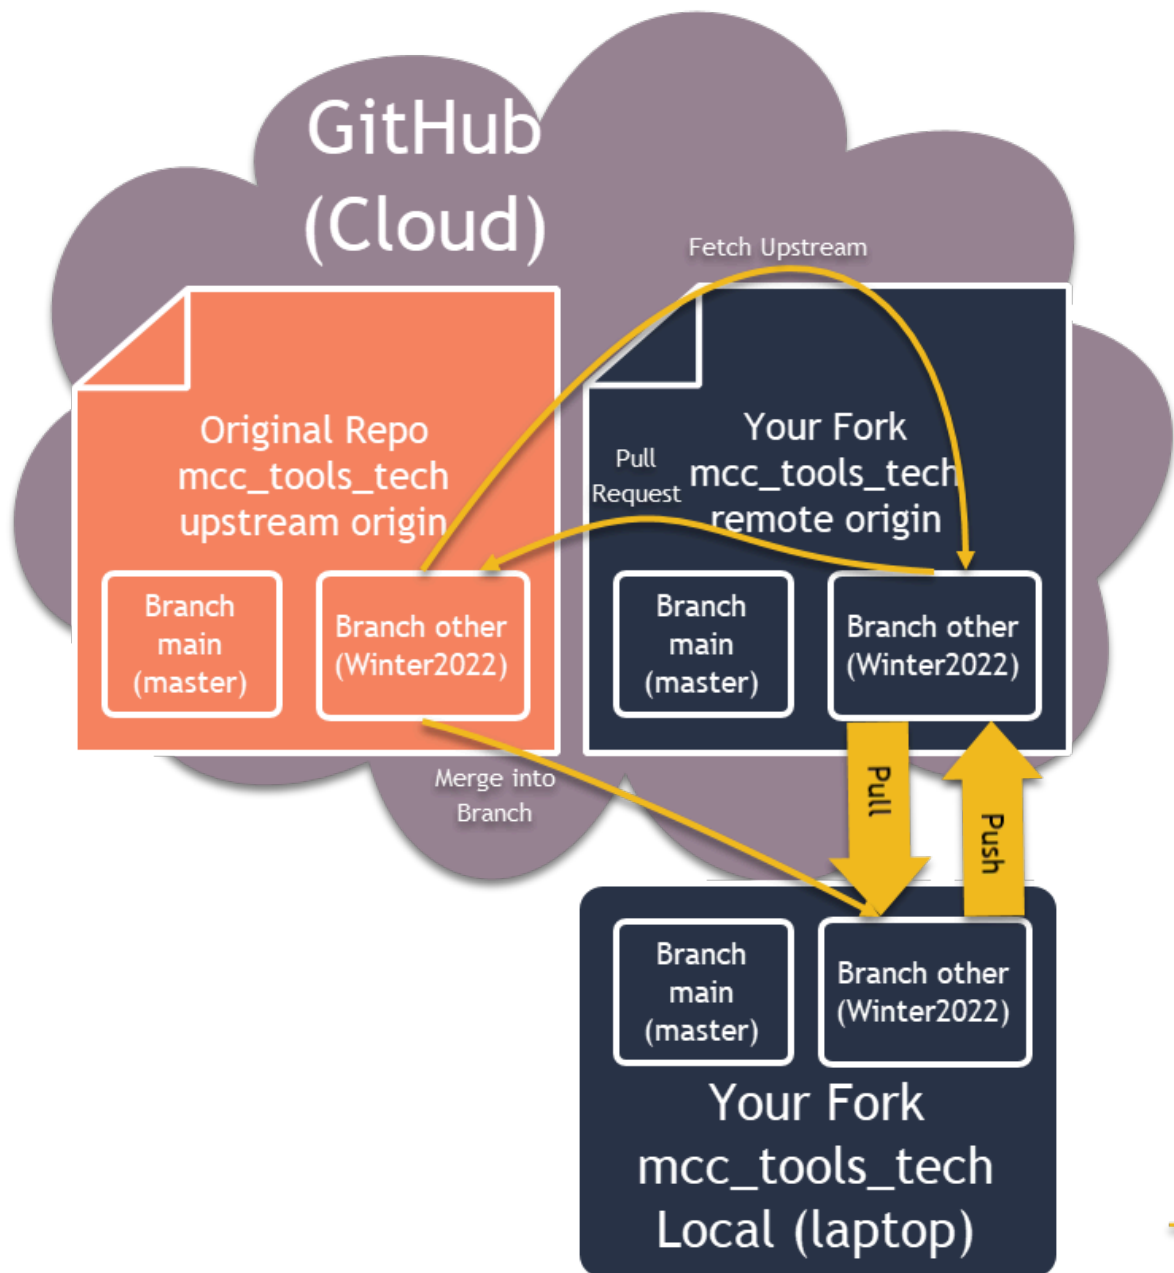 GitHub
(Cloud)
Fetch Upstream
Original Repo
mcc_tools_tech
upstream origin
Your Fork
mcc_tools_tech
remote origin
Pull
Request
Branch
main
(master)
Branch other
(Winter2022)
Branch
main
(master)
Branch other
(Winter2022)
Merge into
Branch
Pull
Push
Branch
main
(master)
Branch other
(Winter2022)
Your Fork
mcc_tools_tech
Local (laptop)